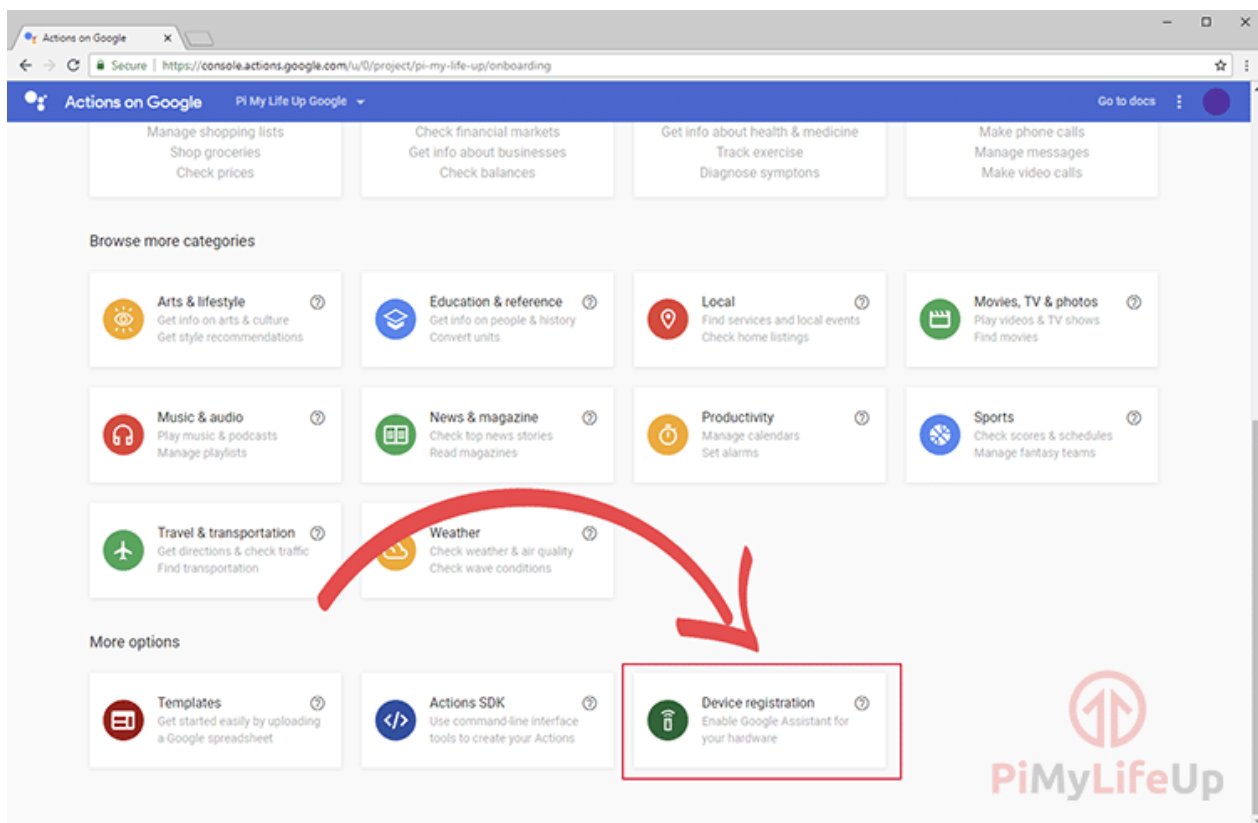 Actions on Google
Secure | https://console.actions.google.com/u/0/project/pi-my-life-up/onboarding
Actions on Google Pi My Life Up Google Go to docs
Manage shopping lists
Shop groceries
Check prices
Check financial markets
Get info about businesses
Check balances
Get info about health & medicine
Track exercise
Diagnose symptons
Make phone calls
Manage messages
Make video calls
Browse more categories
Arts & lifestyle
Get info on arts & culture
Get style recommendations
Education & reference
Get info on people & history
Convert units
Local
Find services and local events
Check home listings
Movies, TV & photos
Play videos & TV shows
Find movies
Music & audio
Play music & podcasts
Manage playlists
News & magazine
Check top news stories
Read magazines
Productivity
Manage calendars
Set alarms
Sports
Check scores & schedules
Manage fantasy teams
Travel & transportation
Get directions & check traffic
Find transportation
Weather
Check weather & air quality
Check wave conditions
More options
Templates
Get started easily by uploading
a Google spreadsheet
Actions SDK
Use command-line interface
tools to create your Actions
Device registration
Enable Google Assistant for
your hardware
PiMyLifeUp